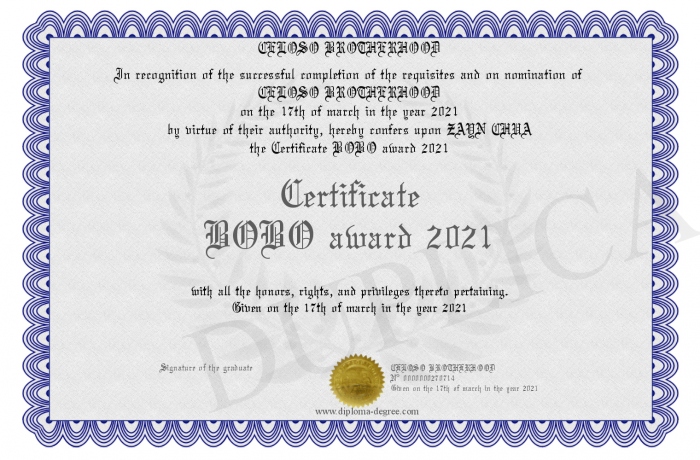 CELOSO BROTHERHOOD
In recognition of the successful completion of the requisites and on nomination of
CELOSO BROTHERHOOD
on the 17th of march in the year 2021
by virtue of their authority, hereby confers upon ZAYN CHUA
the Certificate BOBO award 2021
Certificate
BOBO award 2021
with all the honors, rights, and privileges thereto pertaining.
Given on the 17th of march in the year 2021
DUPLICA
Signature of the graduate
CELOSO BROTHERHOOD
Given on the 17th of march in the year 2021
www.diploma-degree.com